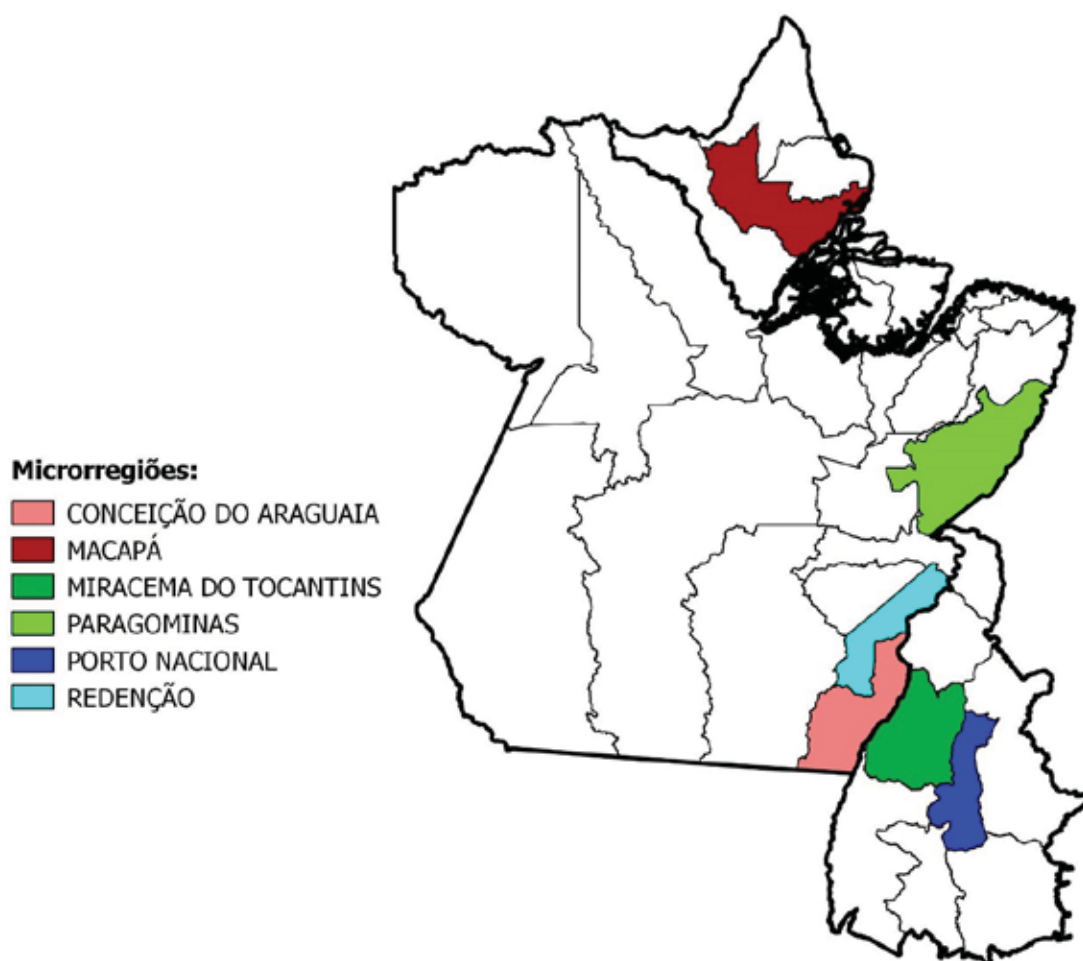 Microrregiões:
CONCEIÇÃO DO ARAGUAIA
MACAPÁ
MIRACEMA DO TOCANTINS
PARAGOMINAS
PORTO NACIONAL
REDENÇÃO